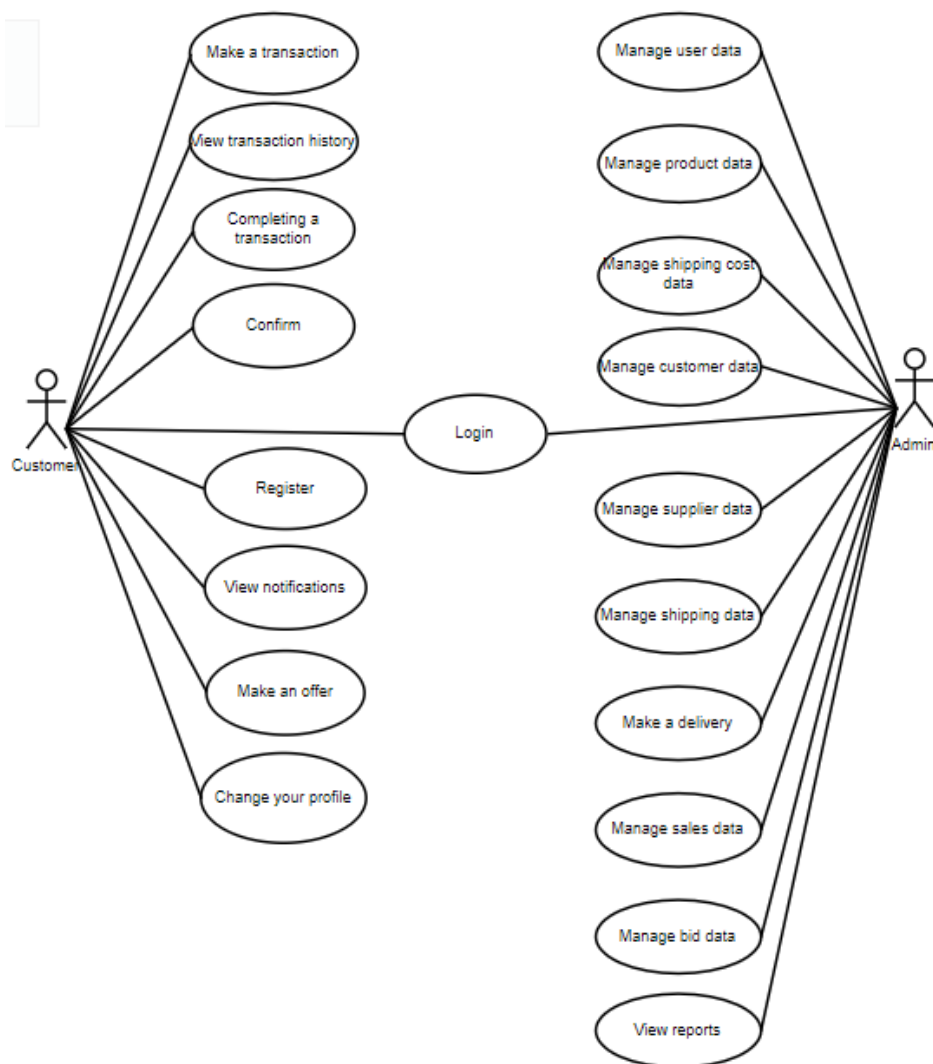 Make a transaction
View transaction history
Completing a
transaction
Confirm
Customer
Login
Register
View notifications
Make an offer
Change your profile
Manage user data
Manage product data
Manage shipping cost
data
Manage customer data
Admin
Manage supplier data
Manage shipping data
Make a delivery
Manage sales data
Manage bid data
View reports